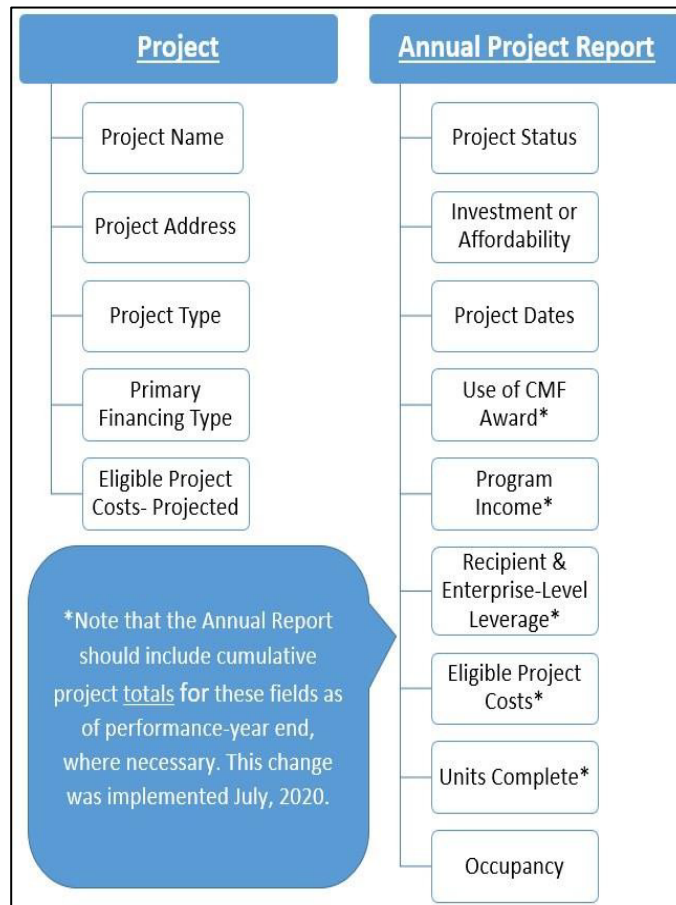 Project
Project Name
Project Address
Project Type
Primary
Financing Type
Eligible Project
Costs- Projected
*Note that the Annual Report
should include cumulative
project totals for these fields as
of performance-year end,
where necessary. This change
was implemented July, 2020.
Annual Project Report
Project Status
Investment or
Affordability
Project Dates
Use of CMF
Award*
Program
Income*
Recipient &
Enterprise-Level
Leverage*
Eligible Project
Costs*
Units Complete*
Occupancy